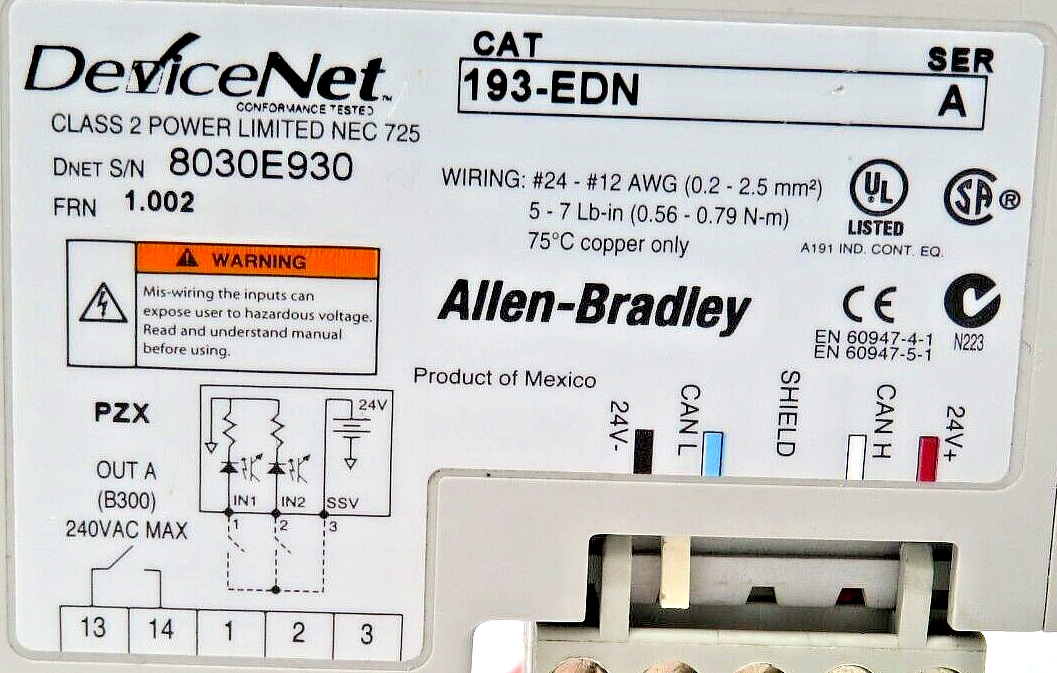 DeviceNet™
CONFORMANCE TESTED
CLASS 2 POWER LIMITED NEC 725
DNET S/N 8030E930
FRN 1.002
CAT
SER
193-EDN
A
WIRING: #24 - #12 AWG (0.2 - 2.5 mm²)
5 - 7 Lb-in (0.56 - 0.79 N-m)
75°C copper only
UL
LISTED
A191 IND. CONT. EQ.
SA®
Allen-Bradley
CE
EN 60947-4-1
EN 60947-5-1
N223
WARNING
Mis-wiring the inputs can
expose user to hazardous voltage.
Read and understand manual
before using.
Product of Mexico
24V-
CAN L
SHIELD
CAN H
24V+
PZX
OUT A
(B300)
240VAC MAX
24V
IN1 IN2 SSV
1 2 3
13 14 1 2 3